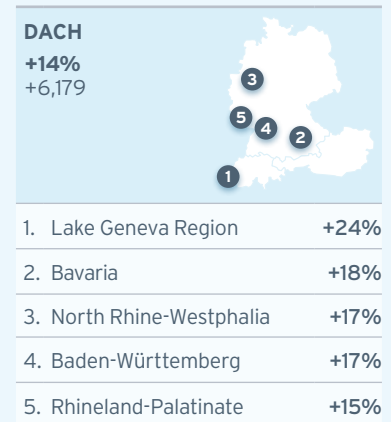 DACH
+14%
+6,179
3
5
4
2
1
1. Lake Geneva Region +24%
2. Bavaria +18%
3. North Rhine-Westphalia +17%
4. Baden-Württemberg +17%
5. Rhineland-Palatinate +15%